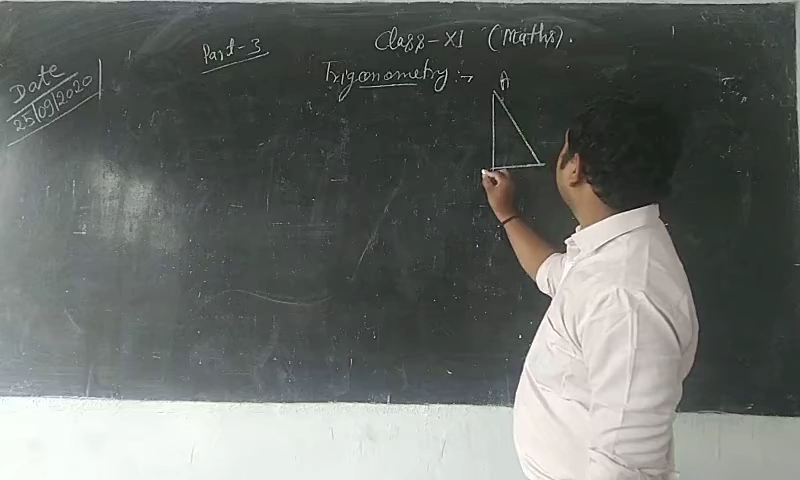 Class-XI (Maths).
Part-3
Trigonometry :→
Date
25/09/2020
A